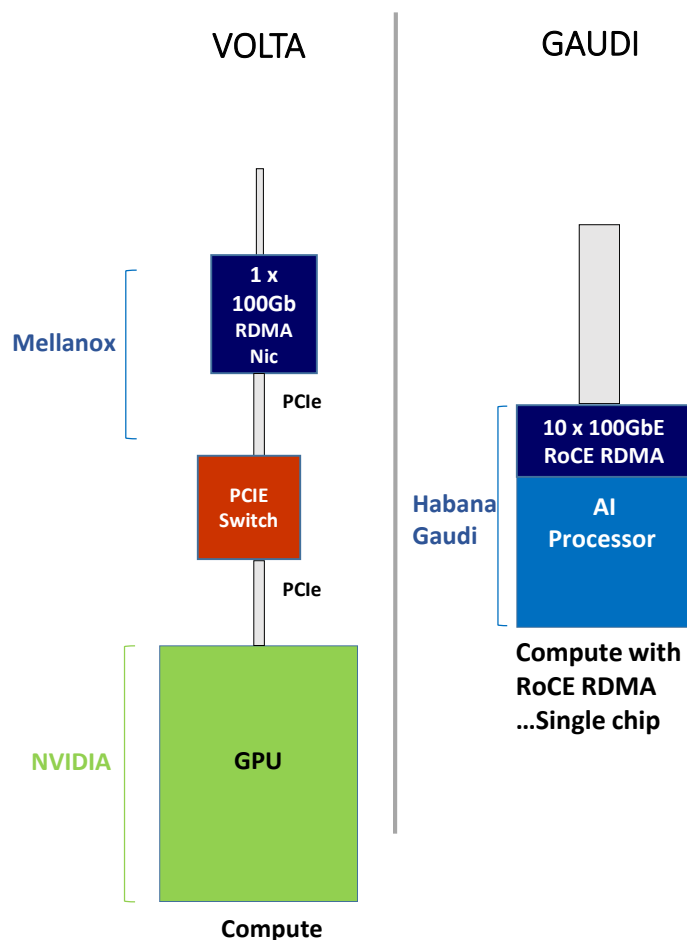 VOLTA
1 x
100Gb
RDMA
Nic
Mellanox
PCIe
PCIE
Switch
PCIe
NVIDIA
GPU
Compute
GAUDI
10 x 100GbE
RoCE RDMA
Habana
Gaudi
AI
Processor
Compute with
RoCE RDMA
...Single chip